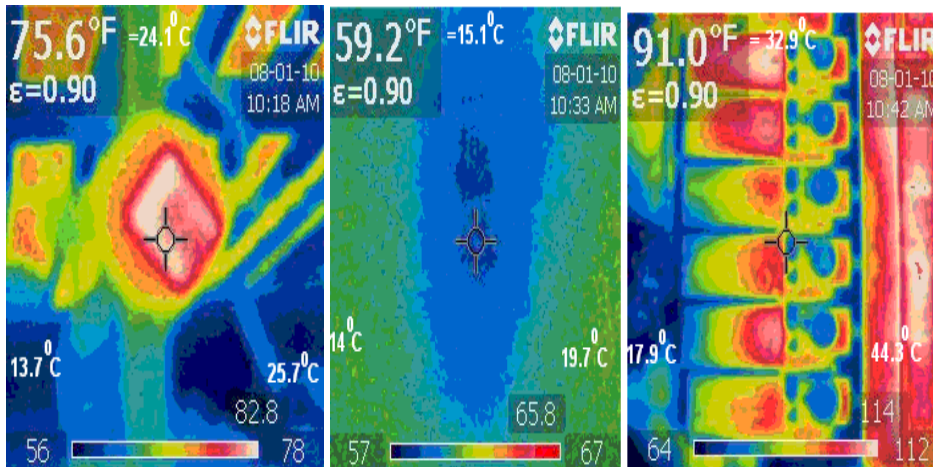 75.6°F =24.1°C FLIR
ε=0.90 08-01-10
10:18 AM
13.7°C 25.7°C
82.8
56 78
59.2°F =15.1°C FLIR
ε=0.90 08-01-10
10:33 AM
14°C 19.7°C
65.8
57 67
91.0°F = 32.9°C FLIR
ε=0.90 08-01-10
10:42 AM
17.9°C 44.3°C
114
64 112